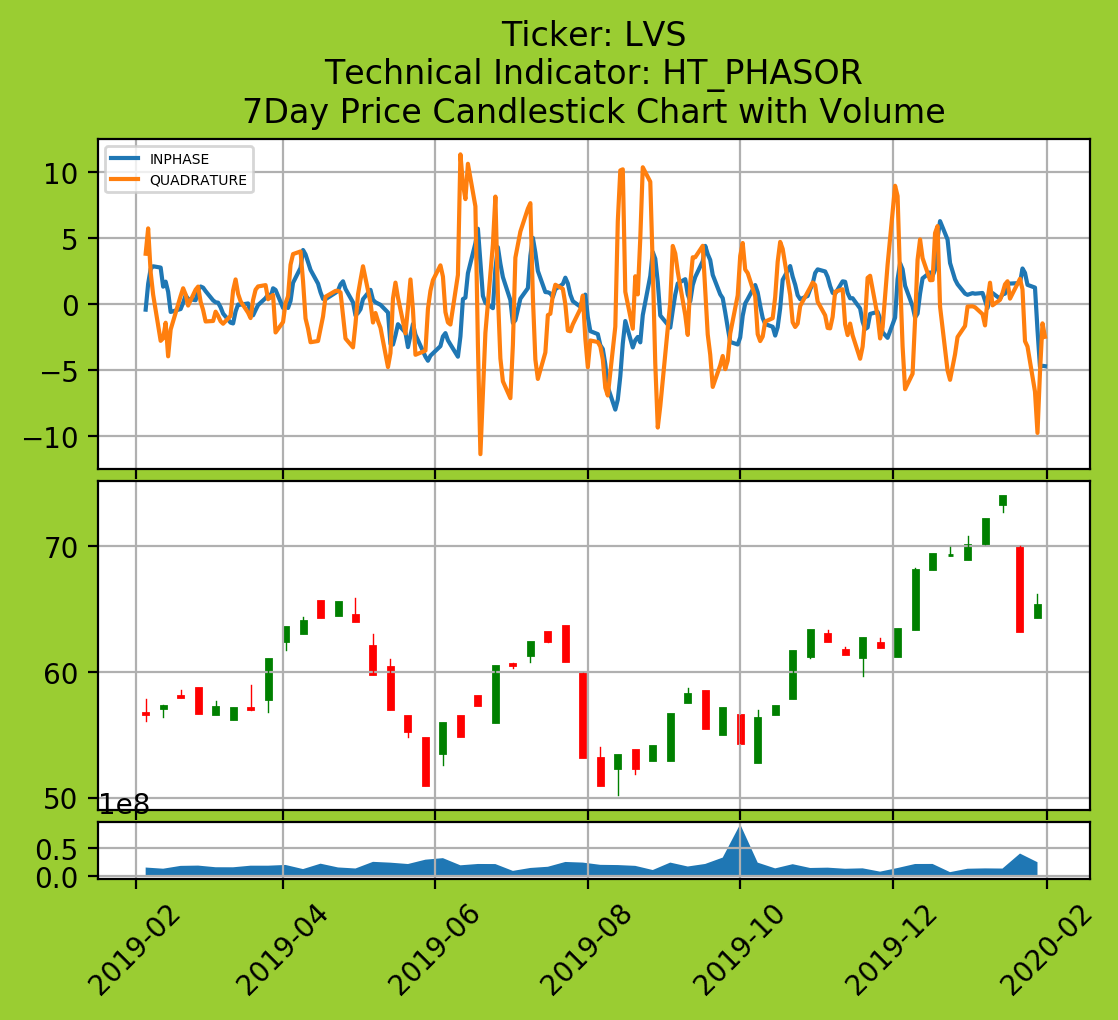 Ticker: LVS
Technical Indicator: HT_PHASOR
7Day Price Candlestick Chart with Volume
INPHASE
QUADRATURE
10
5
0
−5
−10
70
60
50
1e8
0.5
0.0
2019-02
2019-04
2019-06
2019-08
2019-10
2019-12
2020-02